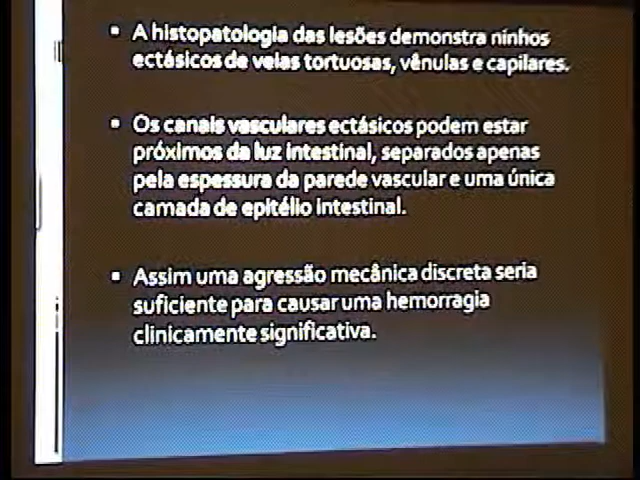 ▪ A histopatologia das lesões demonstra ninhos
ectásicos de veias tortuosas, vênulas e capilares.
▪ Os canais vasculares ectásicos podem estar
próximos da luz intestinal, separados apenas
pela espessura da parede vascular e uma única
camada de epitélio intestinal.
▪ Assim uma agressão mecânica discreta seria
suficiente para causar uma hemorragia
clinicamente significativa.